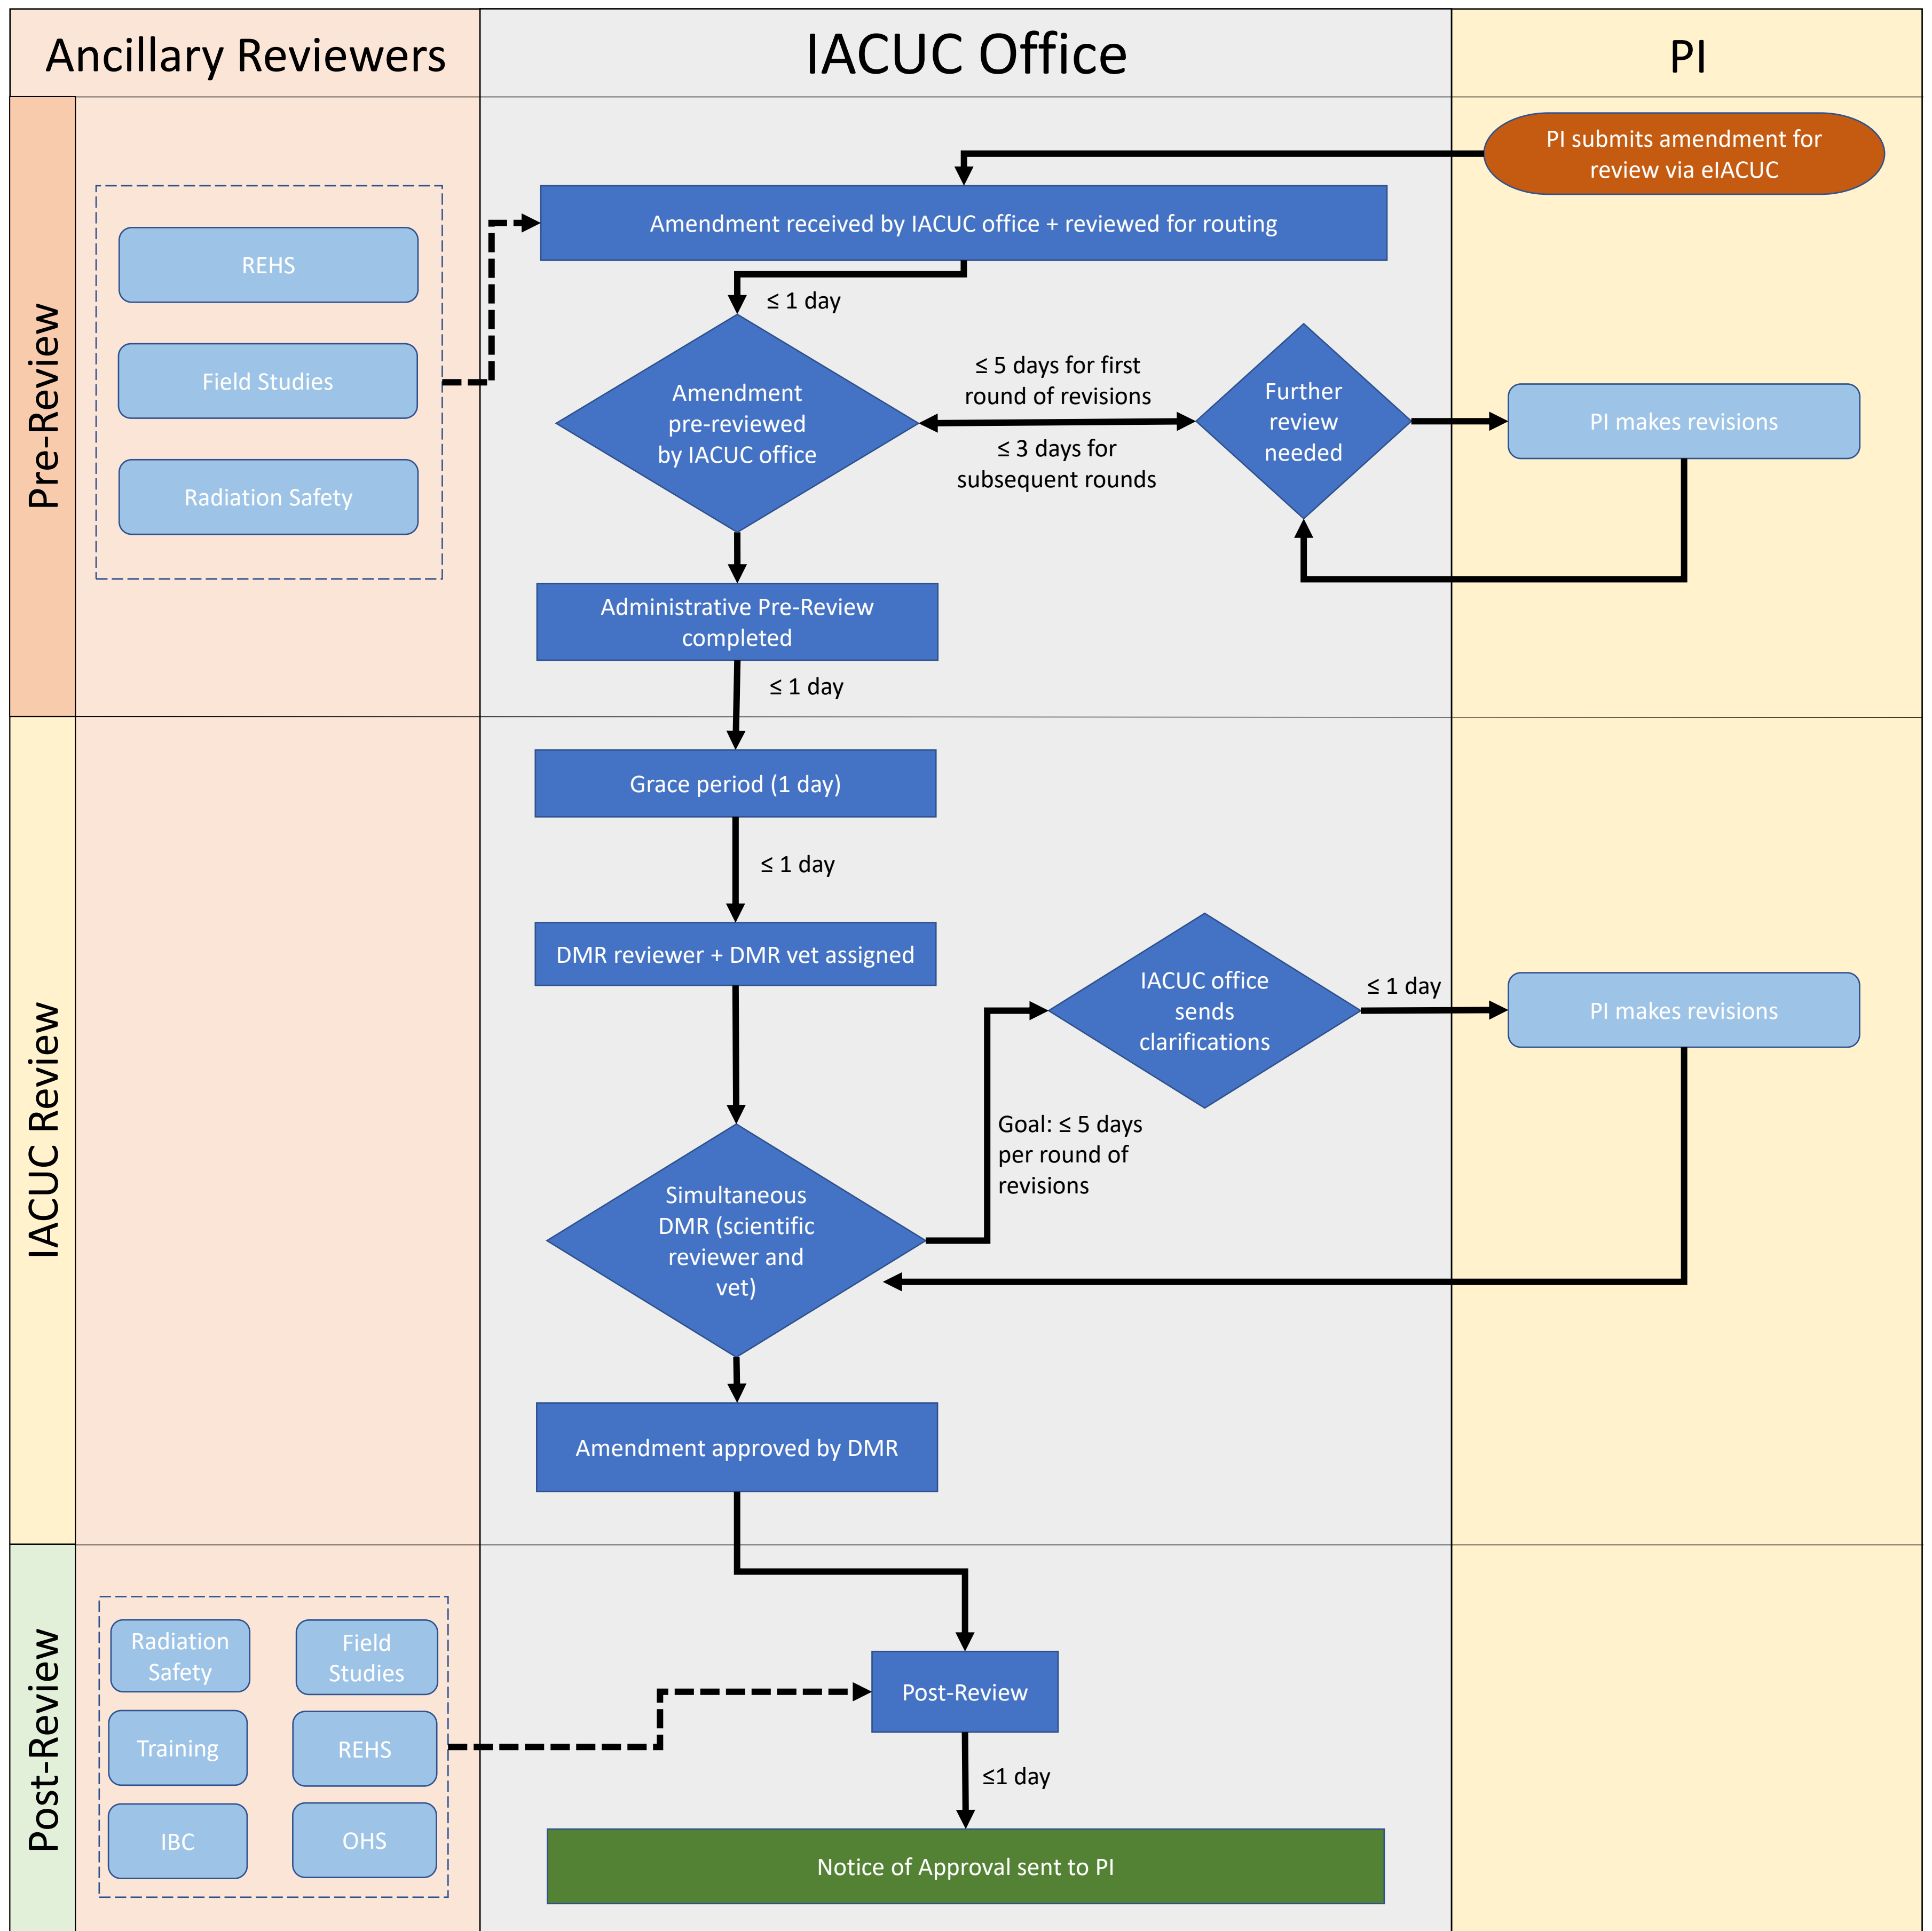 Ancillary Reviewers
IACUC Office
PI
Pre-Review
PI submits amendment for
review via eIACUC
Amendment received by IACUC office + reviewed for routing
REHS
Field Studies
Radiation Safety
≤ 1 day
Amendment
pre-reviewed
by IACUC office
≤ 5 days for first
round of revisions
≤ 3 days for
subsequent rounds
Further
review
needed
PI makes revisions
Administrative Pre-Review
completed
≤ 1 day
IACUC Review
Grace period (1 day)
≤ 1 day
DMR reviewer + DMR vet assigned
IACUC office
sends
clarifications
≤ 1 day
PI makes revisions
Goal: ≤ 5 days
per round of
revisions
Simultaneous
DMR (scientific
reviewer and
vet)
Amendment approved by DMR
Post-Review
Radiation
Safety
Field
Studies
Training
REHS
IBC
OHS
Post-Review
≤1 day
Notice of Approval sent to PI